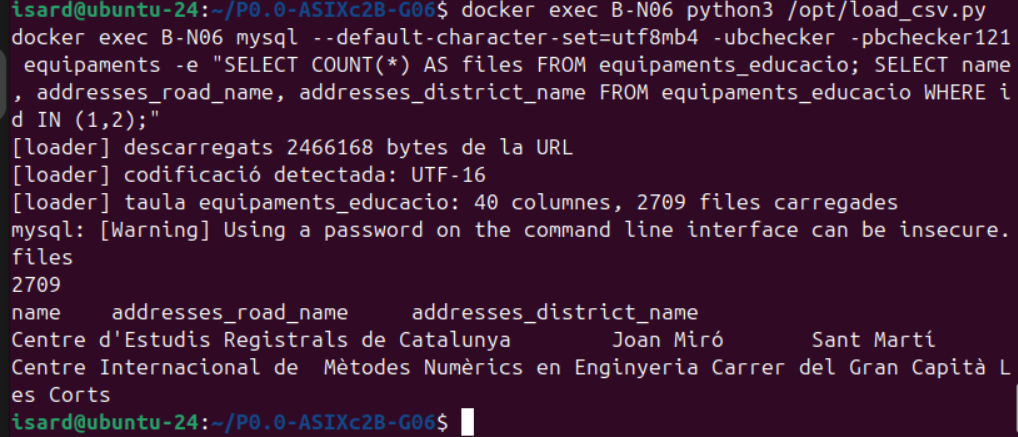 isard@ubuntu-24:~/P0.0-ASIXc2B-G06$ docker exec B-N06 python3 /opt/load_csv.py
docker exec B-N06 mysql --default-character-set=utf8mb4 -ubchecker -pbchecker121
 equipaments -e "SELECT COUNT(*) AS files FROM equipaments_educacio; SELECT name
, addresses_road_name, addresses_district_name FROM equipaments_educacio WHERE i
d IN (1,2);"
[loader] descarregats 2466168 bytes de la URL
[loader] codificació detectada: UTF-16
[loader] taula equipaments_educacio: 40 columnes, 2709 files carregades
mysql: [Warning] Using a password on the command line interface can be insecure.
files
2709
name    addresses_road_name     addresses_district_name
Centre d'Estudis Registrals de Catalunya        Joan Miró       Sant Martí
Centre Internacional de  Mètodes Numèrics en Enginyeria Carrer del Gran Capità L
es Corts
isard@ubuntu-24:~/P0.0-ASIXc2B-G06$